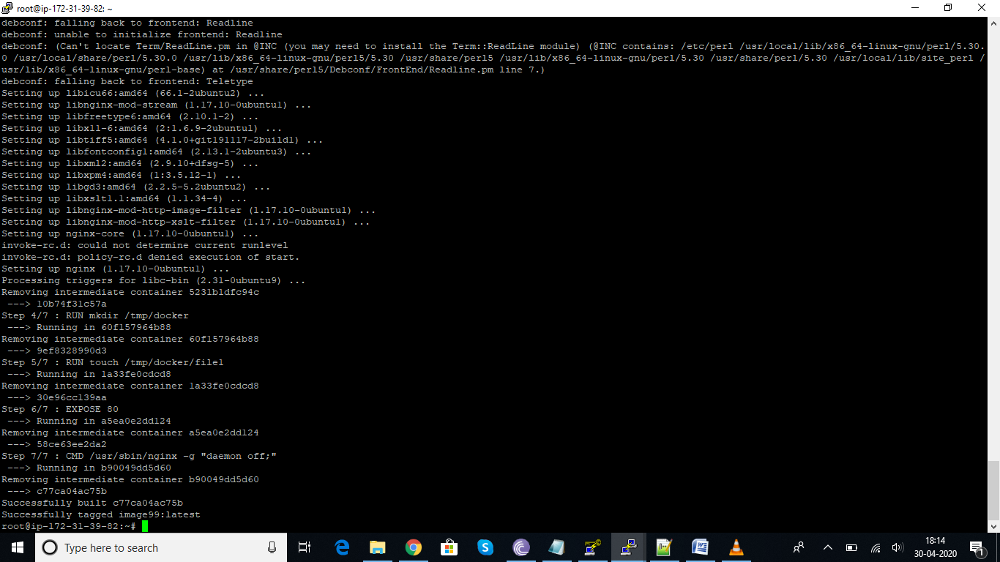 root@ip-172-31-39-82: ~
debconf: falling back to frontend: Readline
debconf: unable to initialize frontend: Readline
debconf: (Can't locate Term/ReadLine.pm in @INC (you may need to install the Term::ReadLine module) (@INC contains: /etc/perl /usr/local/lib/x86_64-linux-gnu/perl/5.30.
0 /usr/local/share/perl/5.30.0 /usr/lib/x86_64-linux-gnu/perl5/5.30 /usr/share/perl5 /usr/lib/x86_64-linux-gnu/perl/5.30 /usr/share/perl/5.30 /usr/local/lib/site_perl /
usr/lib/x86_64-linux-gnu/perl-base) at /usr/share/perl5/Debconf/FrontEnd/Readline.pm line 7.)
debconf: falling back to frontend: Teletype
Setting up libicu66:amd64 (66.1-2ubuntu2) ...
Setting up libnginx-mod-stream (1.17.10-0ubuntu1) ...
Setting up libfreetype6:amd64 (2.10.1-2) ...
Setting up libx11-6:amd64 (2:1.6.9-2ubuntu1) ...
Setting up libtiff5:amd64 (4.1.0+git191117-2build1) ...
Setting up libfontconfig1:amd64 (2.13.1-2ubuntu3) ...
Setting up libxml2:amd64 (2.9.10+dfsg-5) ...
Setting up libxpm4:amd64 (1:3.5.12-1) ...
Setting up libgd3:amd64 (2.2.5-5.2ubuntu2) ...
Setting up libxslt1.1:amd64 (1.1.34-4) ...
Setting up libnginx-mod-http-image-filter (1.17.10-0ubuntu1) ...
Setting up libnginx-mod-http-xslt-filter (1.17.10-0ubuntu1) ...
Setting up nginx-core (1.17.10-0ubuntu1) ...
invoke-rc.d: could not determine current runlevel
invoke-rc.d: policy-rc.d denied execution of start.
Setting up nginx (1.17.10-0ubuntu1) ...
Processing triggers for libc-bin (2.31-0ubuntu9) ...
Removing intermediate container 5231b1dfc94c
---> 10b74f31c57a
Step 4/7 : RUN mkdir /tmp/docker
---> Running in 60f157964b88
Removing intermediate container 60f157964b88
---> 9ef8328990d3
Step 5/7 : RUN touch /tmp/docker/file1
---> Running in 1a33fe0cdcd8
Removing intermediate container 1a33fe0cdcd8
---> 30e96cc139aa
Step 6/7 : EXPOSE 80
---> Running in a5ea0e2dd124
Removing intermediate container a5ea0e2dd124
---> 58ce63ee2da2
Step 7/7 : CMD /usr/sbin/nginx -g "daemon off;"
---> Running in b90049dd5d60
Removing intermediate container b90049dd5d60
---> c77ca04ac75b
Successfully built c77ca04ac75b
Successfully tagged image99:latest
root@ip-172-31-39-82:~#
Type here to search
18:14
30-04-2020
1